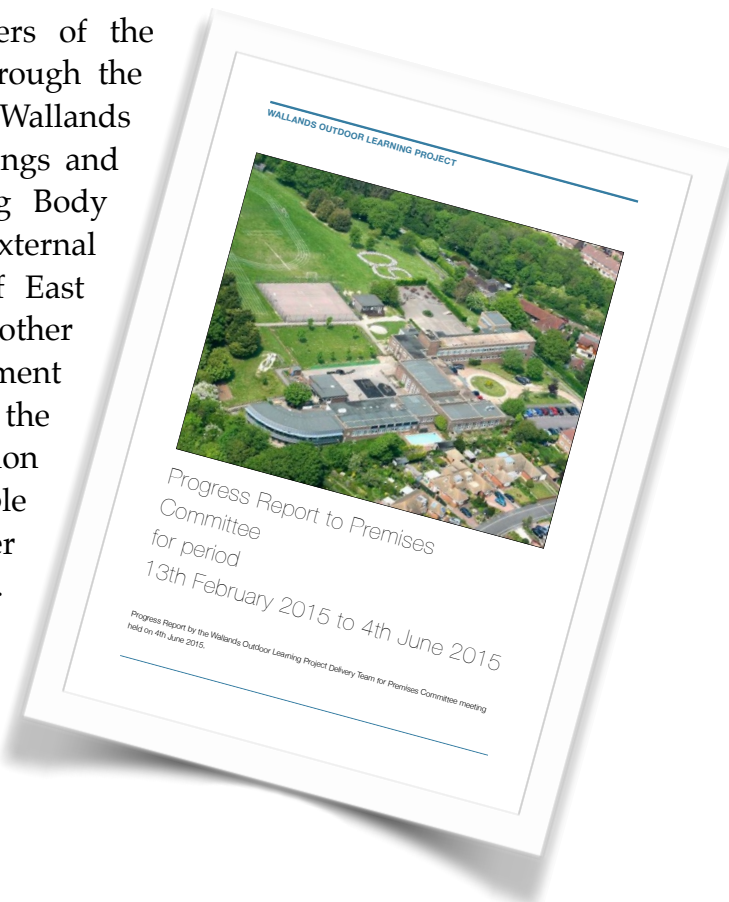 ers of the
rough the
Wallands
ngs and
g Body
xternal
f East
other
ment
the
ion
ole
er
.
WALLANDS OUTDOOR LEARNING PROJECT
Progress Report to Premises
Committee
for period
13th February 2015 to 4th June 2015
Progress Report by the Wallands Outdoor Learning Project Delivery Team for Premises Committee meeting
held on 4th June 2015.